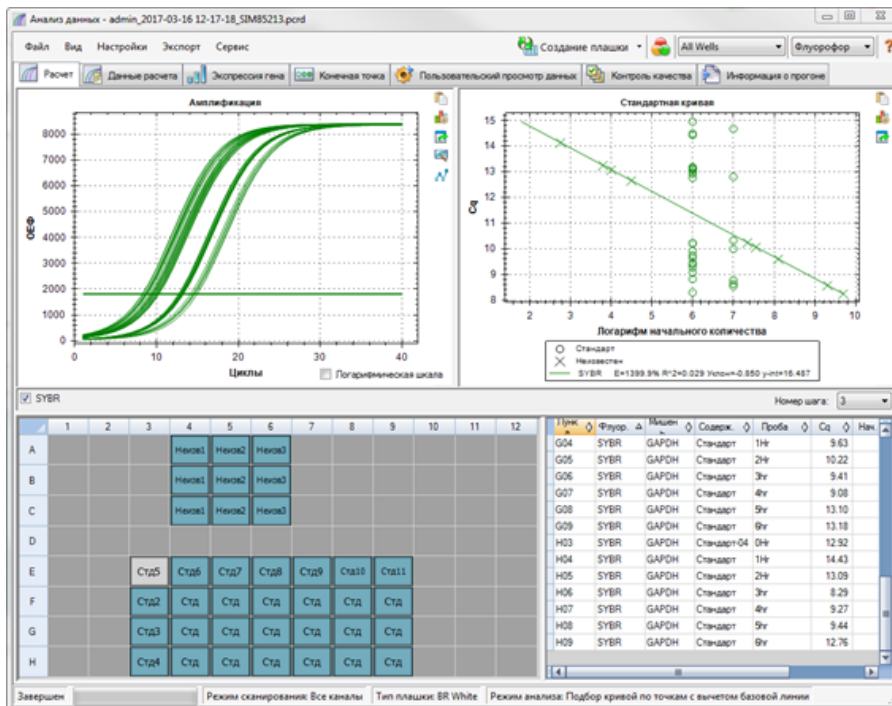 Анализ данных - admin_2017-03-16 12-17-18_SIM85213.pcrd
Файл Вид Настройки Экспорт Сервис
Создание плашки All Wells Флуорофор ?
Расчет Данные расчета Экспрессия гена Конечная точка Пользовательский просмотр данных Контроль качества Информация о прогоне
Амплификация
ОЕФ
8000
7000
6000
5000
4000
3000
2000
1000
0
0 10 20 30 40
Циклы
Логарифмическая шкала
Стандартная кривая
Cq
15
14
13
12
11
10
9
8
2 3 4 5 6 7 8 9 10
Логарифм начального количества
Стандарт
Неизвестен
SYBR E=1399.9% R^2=0.029 Уклон=-0.850 y-int=16.487
SYBR
Номер шага: 3
1 2 3 4 5 6 7 8 9 10 11 12
A Неизв1 Неизв2 Неизв3
B Неизв1 Неизв2 Неизв3
C Неизв1 Неизв2 Неизв3
D
E Стд5 Стд6 Стд7 Стд8 Стд9 Стд10 Стд11
F Стд2 Стд Стд Стд Стд Стд Стд
G Стд3 Стд Стд Стд Стд Стд Стд
H Стд4 Стд Стд Стд Стд Стд Стд
Флуор. Содерж. Проба Cq Нач.
G04 SYBR GAPDH Стандарт 1Hr 9.63
G05 SYBR GAPDH Стандарт 2Hr 10.22
G06 SYBR GAPDH Стандарт 3hr 9.41
G07 SYBR GAPDH Стандарт 4hr 9.08
G08 SYBR GAPDH Стандарт 5hr 13.10
G09 SYBR GAPDH Стандарт 6hr 13.18
H03 SYBR GAPDH Стандарт-04 0Hr 12.92
H04 SYBR GAPDH Стандарт 1Hr 14.43
H05 SYBR GAPDH Стандарт 2Hr 13.09
H06 SYBR GAPDH Стандарт 3hr 8.29
H07 SYBR GAPDH Стандарт 4hr 9.27
H08 SYBR GAPDH Стандарт 5hr 9.44
H09 SYBR GAPDH Стандарт 6hr 12.76
Завершен Режим сканирования: Все каналы Тип плашки: BR White Режим анализа: Подбор кривой по точкам с вычетом базовой линии